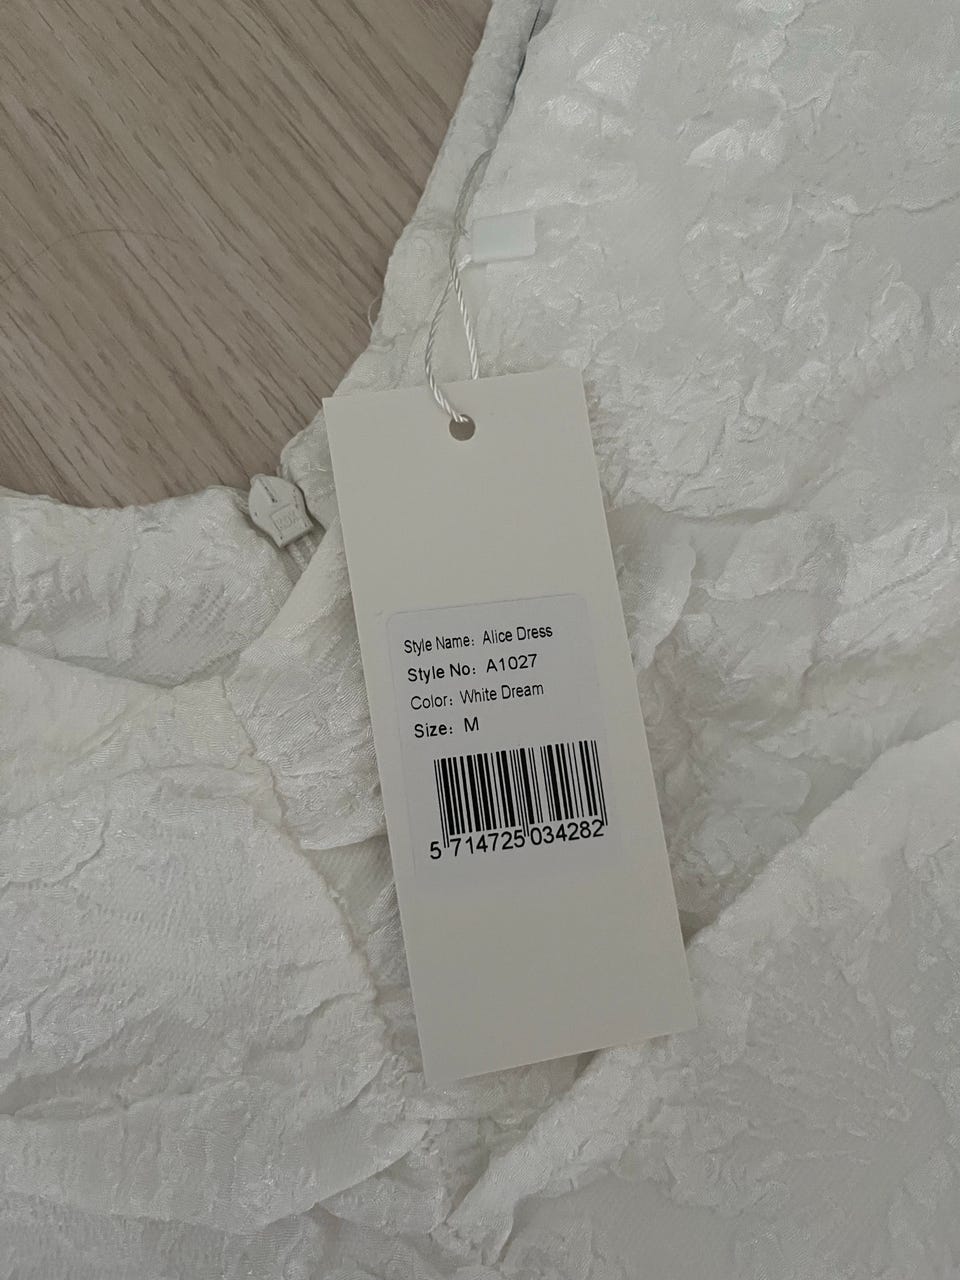 Style Name: Alice Dress
Style No: A1027
Color: White Dream
Size: M
5 714725 034282